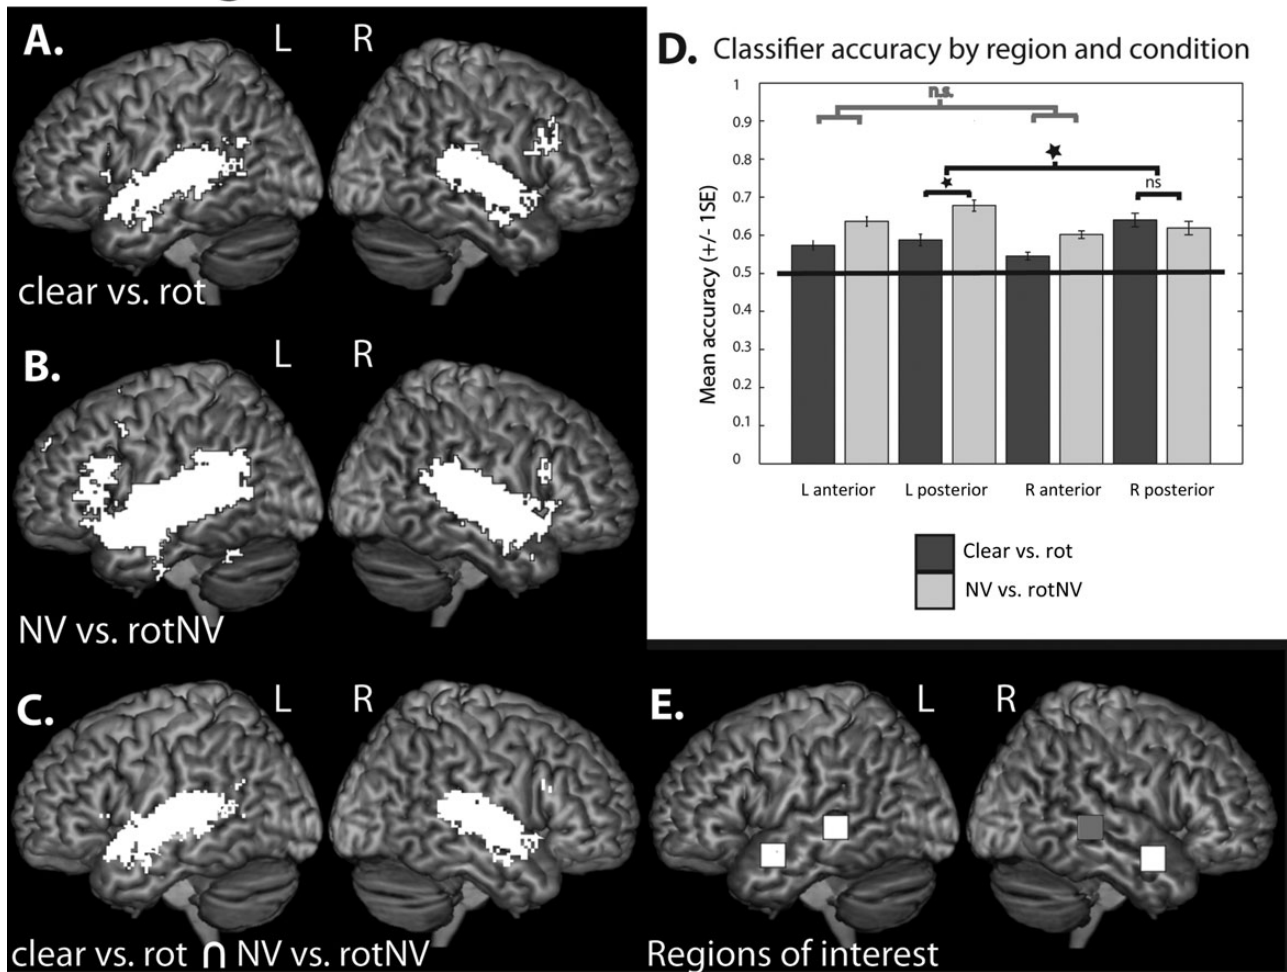 A.
L R
clear vs. rot
B.
L R
NV vs. rotNV
C.
L R
clear vs. rot ∩ NV vs. rotNV
D. Classifier accuracy by region and condition
Mean accuracy (+/- 1SE)
1
0.9
0.8
0.7
0.6
0.5
0.4
0.3
0.2
0.1
0
n.s.
ns
L anterior L posterior R anterior R posterior
Clear vs. rot
NV vs. rotNV
E.
L R
Regions of interest